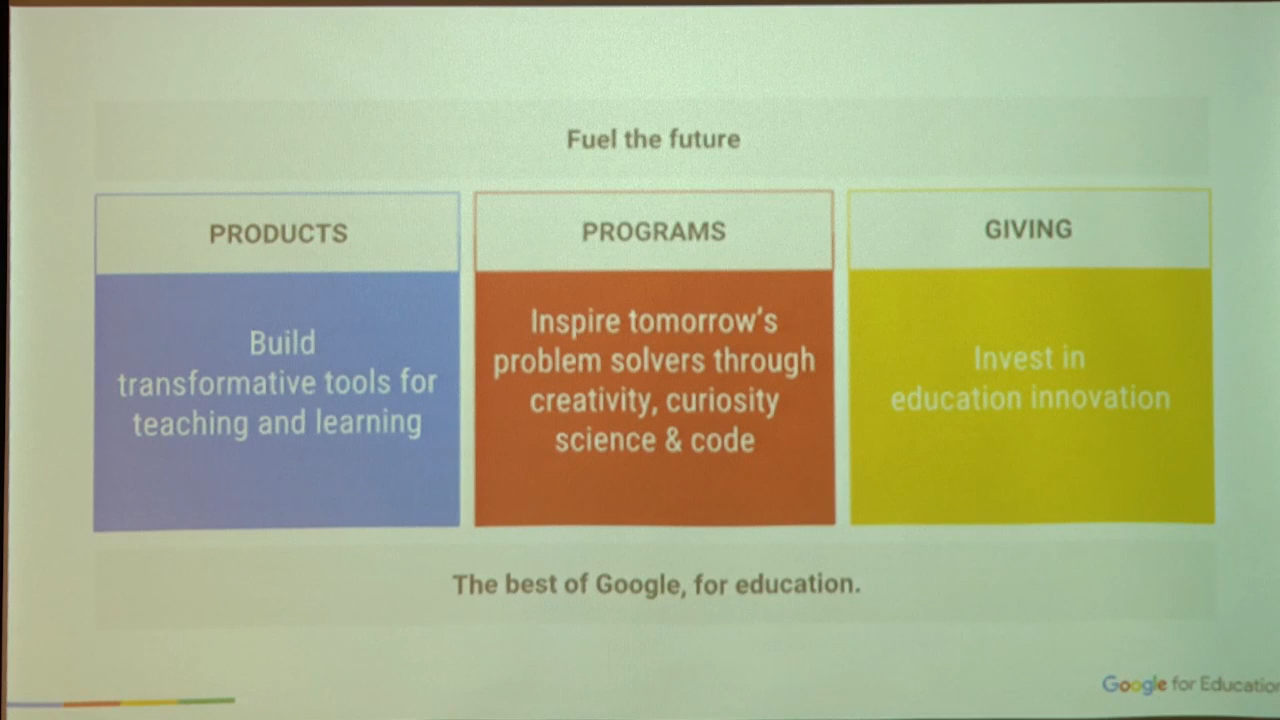 Fuel the future
PRODUCTS
Build
transformative tools for
teaching and learning
PROGRAMS
Inspire tomorrow's
problem solvers through
creativity, curiosity
science & code
GIVING
Invest in
education innovation
The best of Google, for education.
Google for Education